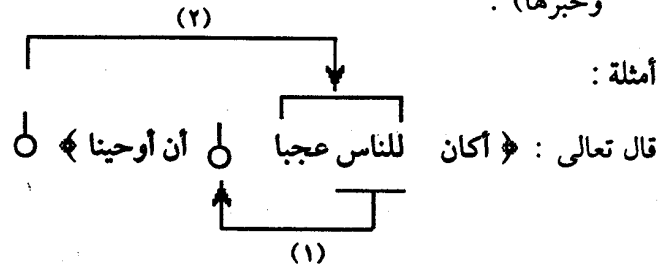 وخبرها) .
(٢)
أمثلة :
قال تعالى : ﴿ أكان للناس عجبا أن أوحينا ﴾
(١)